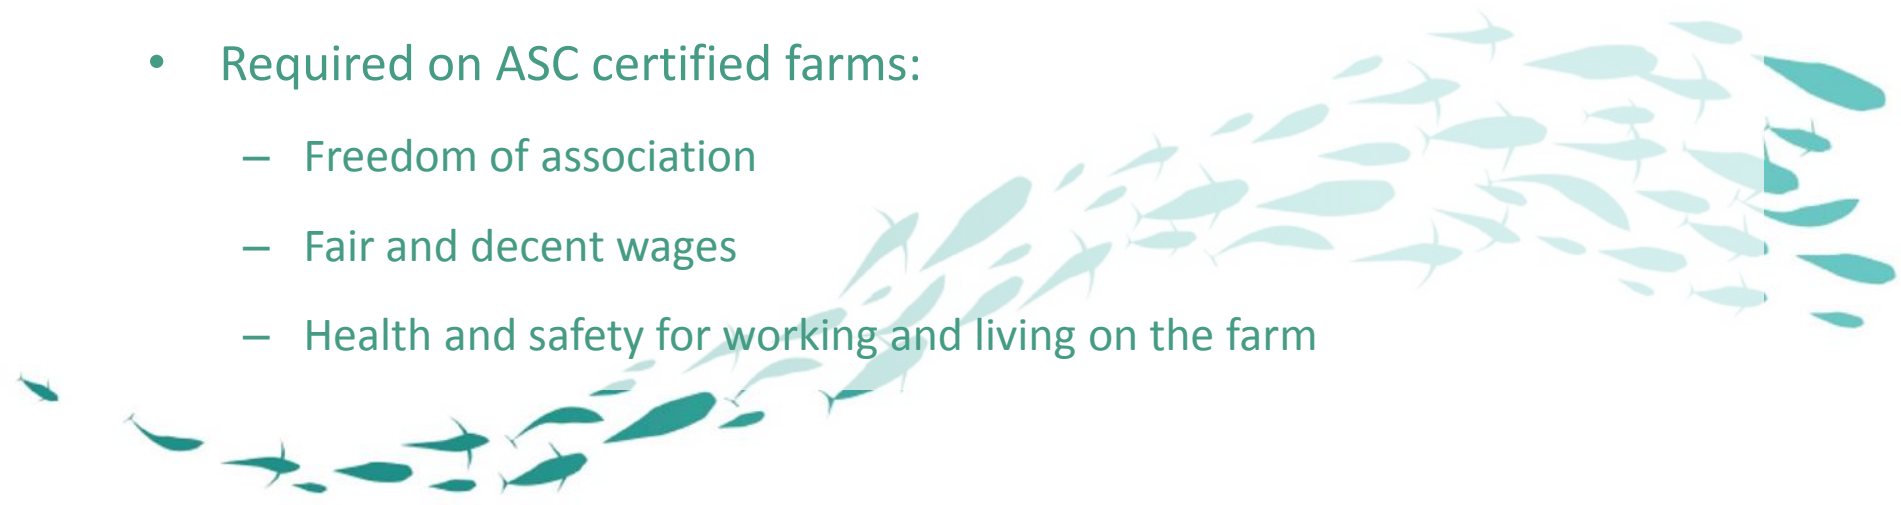 • Required on ASC certified farms:
– Freedom of association
– Fair and decent wages
– Health and safety for working and living on the farm